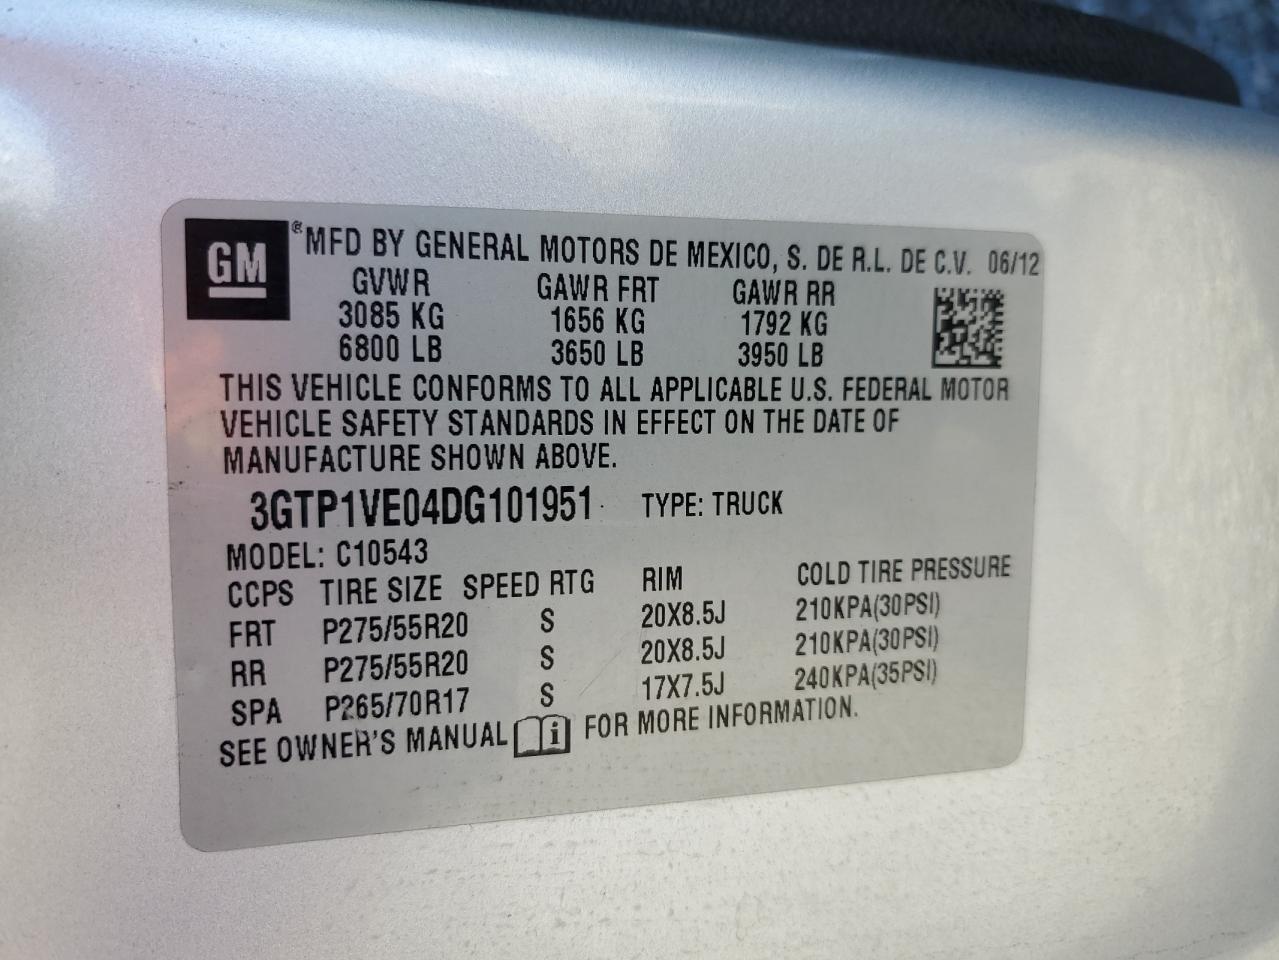 GM ® MFD BY GENERAL MOTORS DE MEXICO, S. DE R.L. DE C.V. 06/12
GVWR GAWR FRT GAWR RR
3085 KG 1656 KG 1792 KG
6800 LB 3650 LB 3950 LB
THIS VEHICLE CONFORMS TO ALL APPLICABLE U.S. FEDERAL MOTOR
VEHICLE SAFETY STANDARDS IN EFFECT ON THE DATE OF
MANUFACTURE SHOWN ABOVE.
3GTP1VE04DG101951 TYPE: TRUCK
MODEL: C10543
CCPS TIRE SIZE SPEED RTG RIM COLD TIRE PRESSURE
FRT P275/55R20 S 20X8.5J 210KPA(30PSI)
RR P275/55R20 S 20X8.5J 210KPA(30PSI)
SPA P265/70R17 S 17X7.5J 240KPA(35PSI)
SEE OWNER'S MANUAL i FOR MORE INFORMATION.